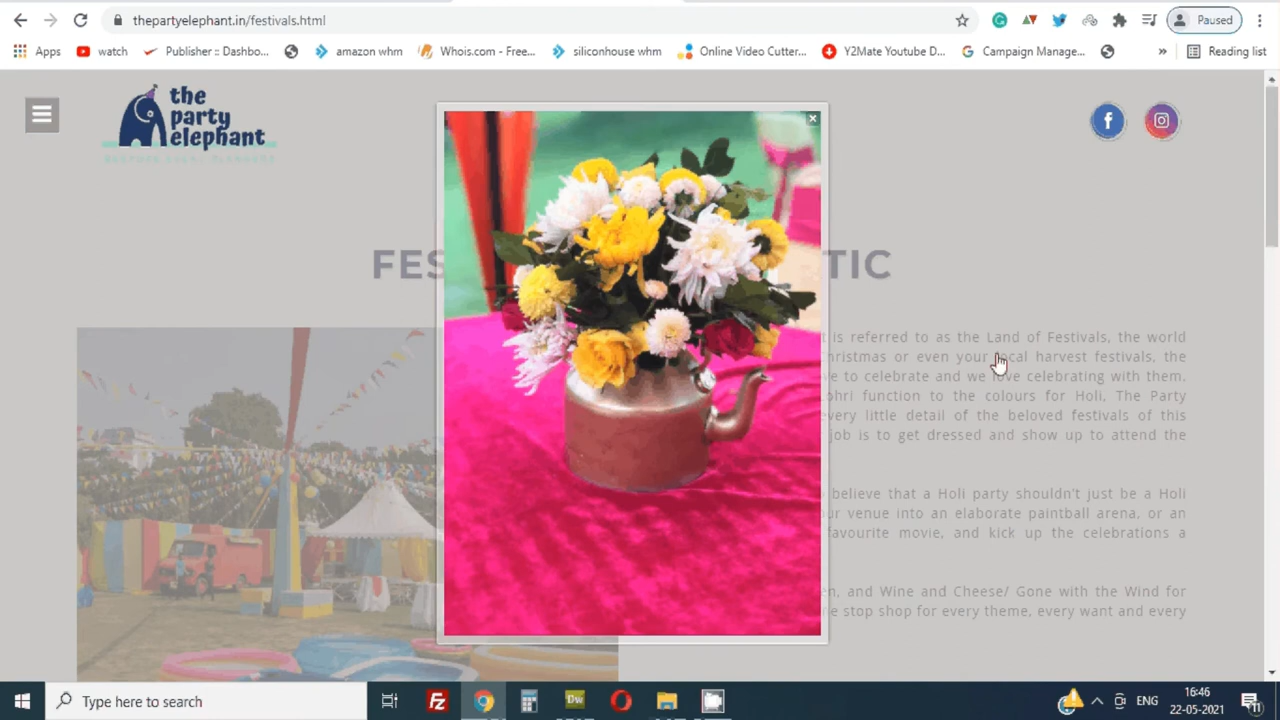 thepartyelephant.in/festivals.html
Paused
Apps
watch
Publisher :: Dashbo...
amazon whm
Whois.com - Free...
siliconhouse whm
Online Video Cutter...
Y2Mate Youtube D...
Campaign Manage...
»
Reading list
the
party
elephant
FES
TIC
t is referred to as the Land of Festivals, the world
christmas or even your local harvest festivals, the
ve to celebrate and we love celebrating with them.
ohri function to the colours for Holi, The Party
every little detail of the beloved festivals of this
job is to get dressed and show up to attend the
believe that a Holi party shouldn't just be a Holi
ur venue into an elaborate paintball arena, or an
favourite movie, and kick up the celebrations a
en, and Wine and Cheese/ Gone with the Wind for
ne stop shop for every theme, every want and every
Type here to search
Dw
ENG
16:46
22-05-2021
11